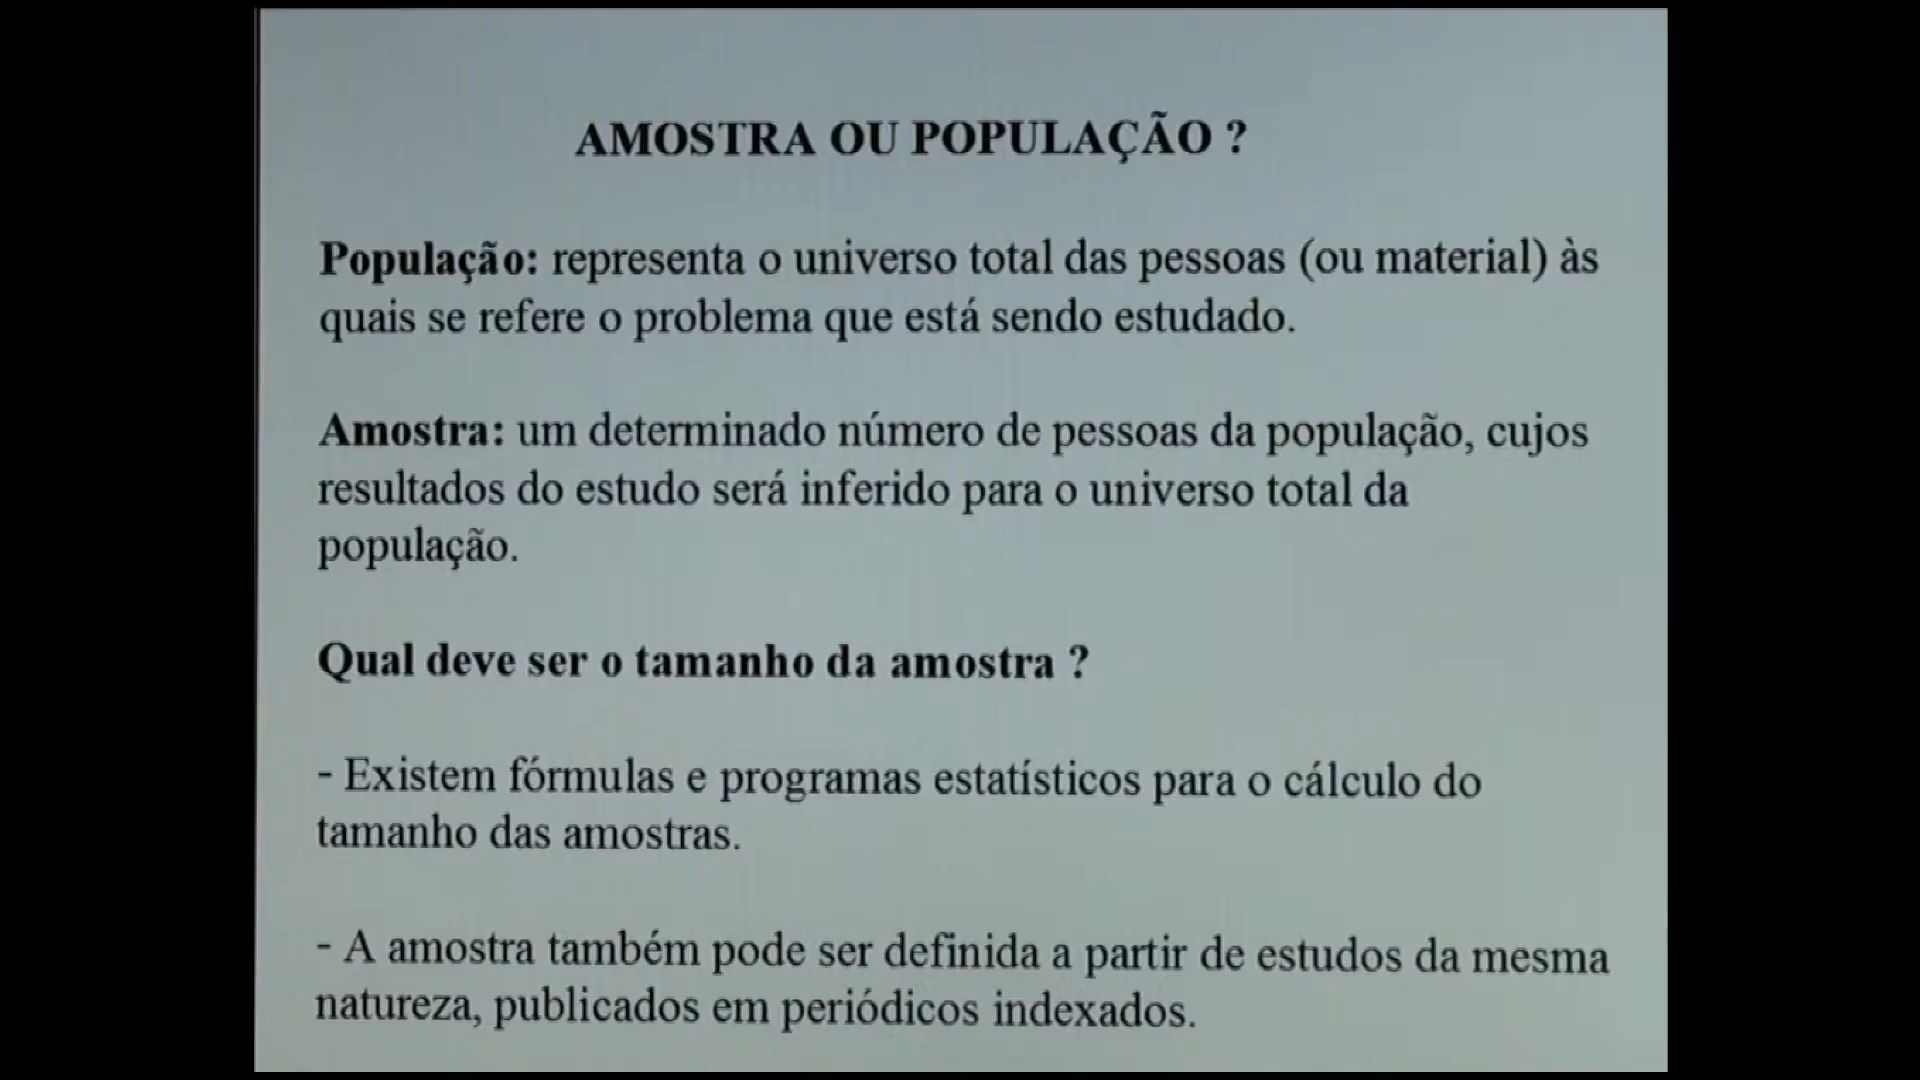 AMOSTRA OU POPULAÇÃO ?
População: representa o universo total das pessoas (ou material) às
quais se refere o problema que está sendo estudado.
Amostra: um determinado número de pessoas da população, cujos
resultados do estudo será inferido para o universo total da
população.
Qual deve ser o tamanho da amostra ?
- Existem fórmulas e programas estatísticos para o cálculo do
tamanho das amostras.
- A amostra também pode ser definida a partir de estudos da mesma
natureza, publicados em periódicos indexados.